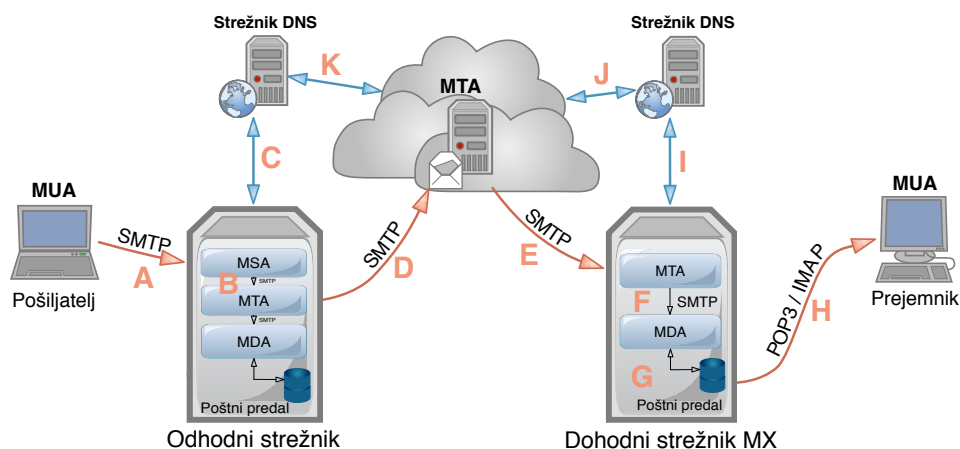 Strežnik DNS
Strežnik DNS
K
J
MTA
C
I
MUA
MUA
SMTP
A
Pošiljatelj
B
MSA
SMTP
MTA
SMTP
MDA
Poštni predal
Odhodni strežnik
SMTP
D
SMTP
E
MTA
F
SMTP
MDA
G
Poštni predal
Dohodni strežnik MX
POP3 / IMAP
H
Prejemnik